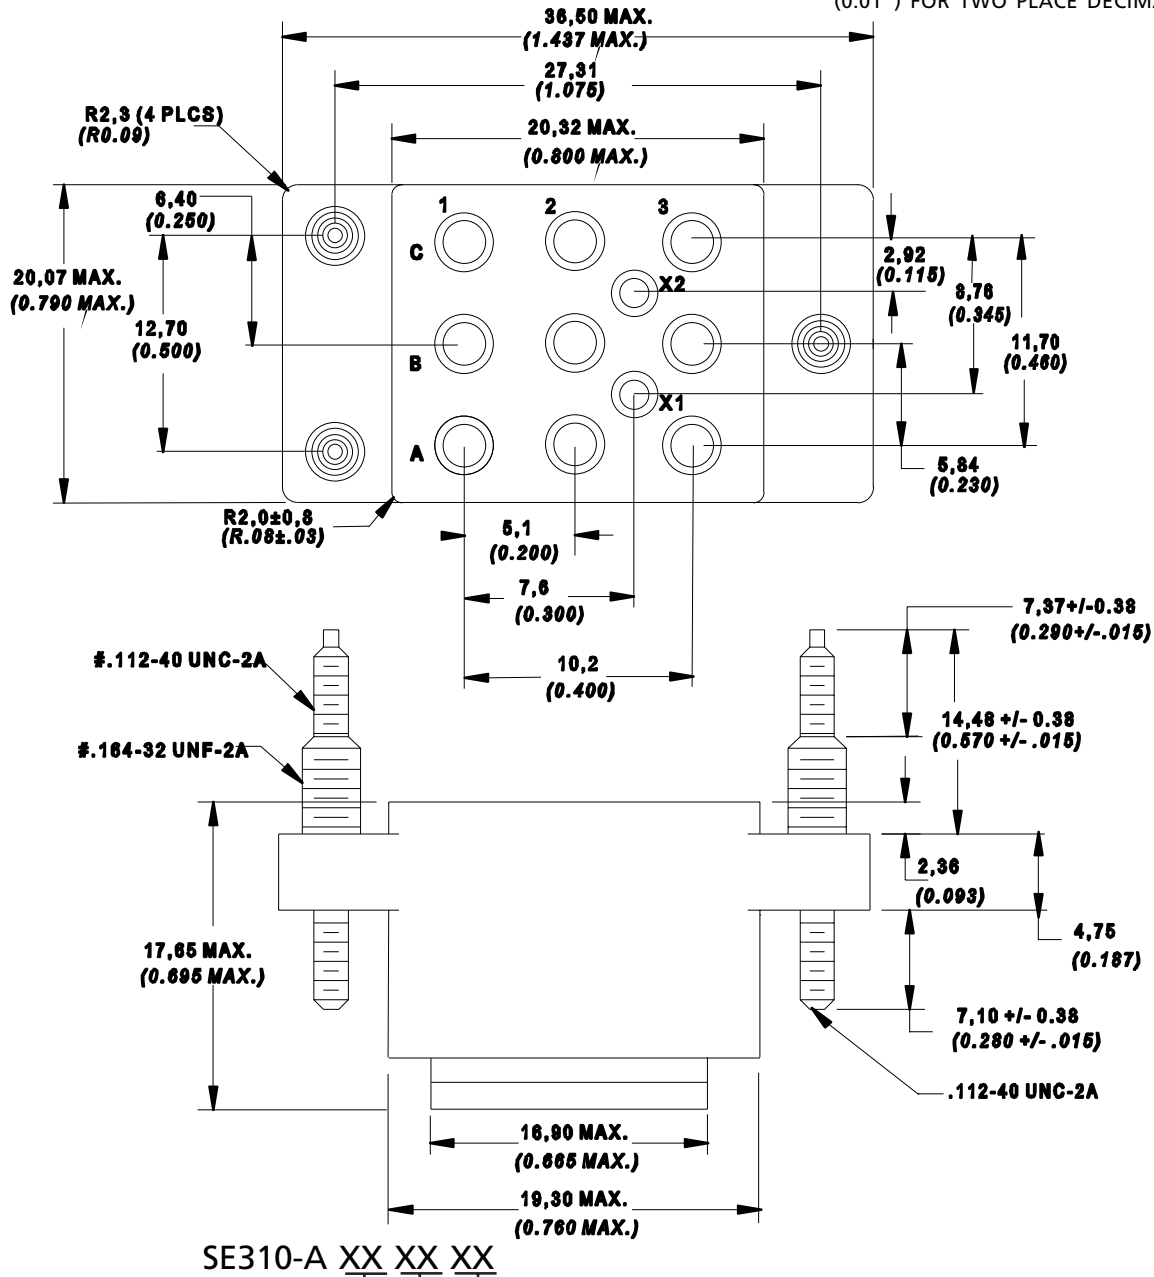 (0.01 ) FOR TWO PLACE DECIMA
36,50 MAX.
(1.437 MAX.)
27,31
(1.075)
R2,3 (4 PLCS)
(R0.09)
20,32 MAX.
(0.800 MAX.)
6,40
(0.250)
1 2 3
C
20,07 MAX.
(0.790 MAX.)
2,92
(0.115)
X2
8,76
(0.345)
12,70
(0.500)
11,70
(0.460)
B
X1
A
5,84
(0.230)
R2,0±0,8
(R.08±.03)
5,1
(0.200)
7,6
(0.300)
7,37+/-0.38
(0.290+/-.015)
#.112-40 UNC-2A
10,2
(0.400)
14,48 +/- 0.38
(0.570 +/- .015)
#.164-32 UNF-2A
2,36
(0.093)
17,65 MAX.
(0.695 MAX.)
4,75
(0.187)
7,10 +/- 0.38
(0.280 +/- .015)
.112-40 UNC-2A
16,90 MAX.
(0.665 MAX.)
19,30 MAX.
(0.760 MAX.)
SE310-A XX XX XX